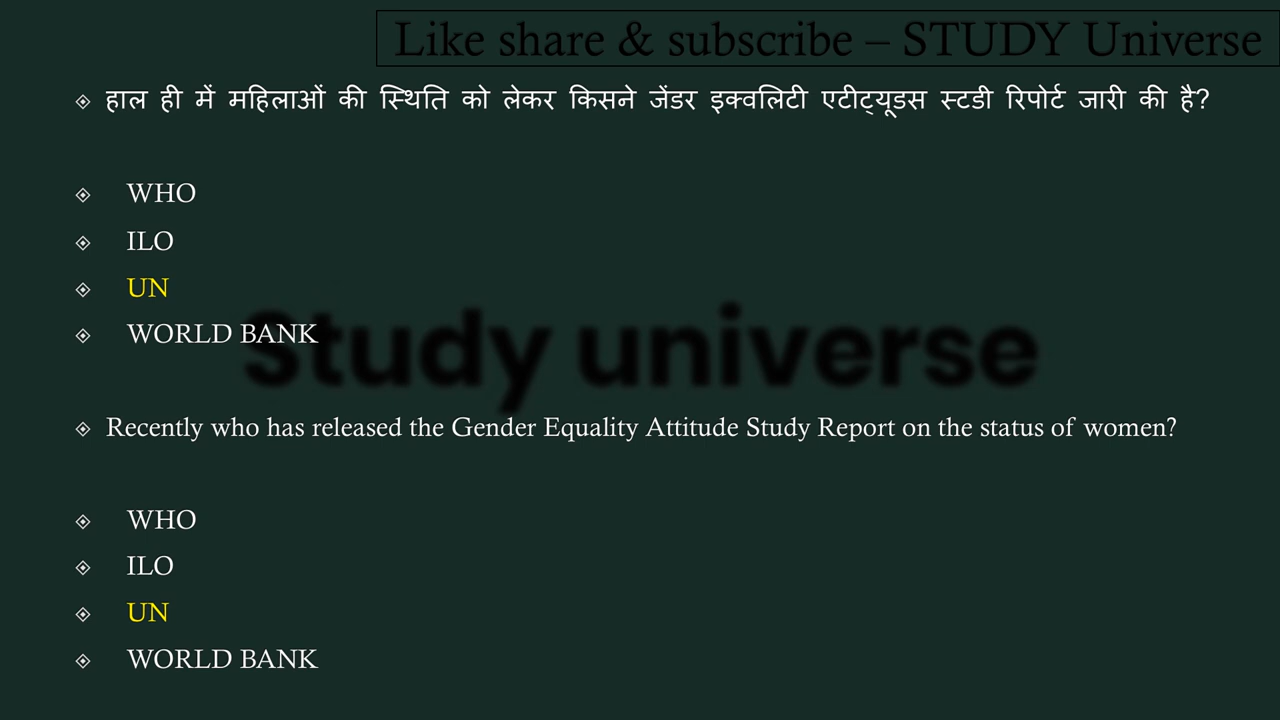 Like share & subscribe – STUDY Universe
हाल ही में महिलाओं की स्थिति को लेकर किसने जेंडर इक्वलिटी एटीट्यूडस स्टडी रिपोर्ट जारी की है?
WHO
ILO
UN
WORLD BANK
Study universe
Recently who has released the Gender Equality Attitude Study Report on the status of women?
WHO
ILO
UN
WORLD BANK